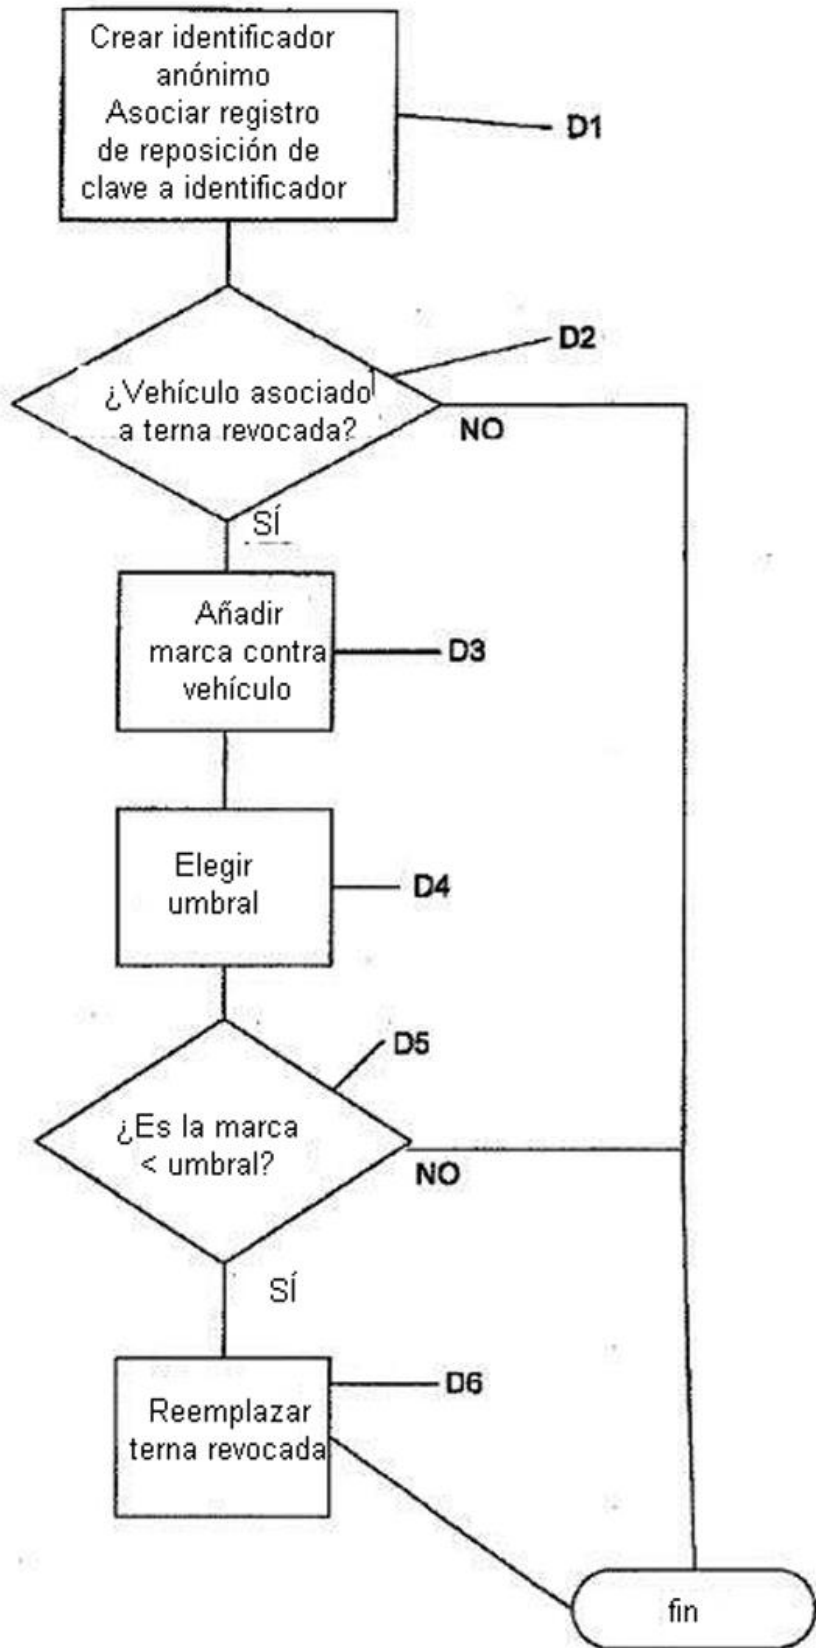 Crear identificador
anónimo
Asociar registro
de reposición de
clave a identificador
D1
D2
¿Vehículo asociado
a terna revocada?
NO
SÍ
Añadir
marca contra
vehículo
D3
Elegir
umbral
D4
D5
¿Es la marca
< umbral?
NO
SÍ
D6
Reemplazar
terna revocada
fin